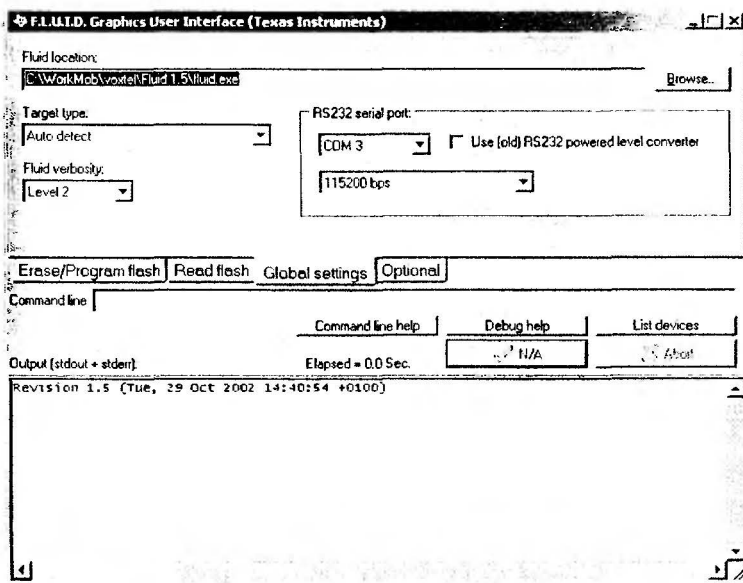 F.L.U.I.D. Graphics User Interface (Texas Instruments)
Fluid location:
C:\WorkMob\voxtel\Fluid 1.5\fluid.exe
Browse..
Target type:
Auto detect
RS232 serial port:
COM 3
Use (old) RS232 powered level converter
Fluid verbosity:
Level 2
115200 bps
Erase/Program flash
Read flash
Global settings
Optional
Command line
Command line help
Debug help
List devices
Output (stdout + stderr):
Elapsed = 0.0 Sec.
N/A
Abort
Revision 1.5 (Tue, 29 Oct 2002 14:40:54 +0100)